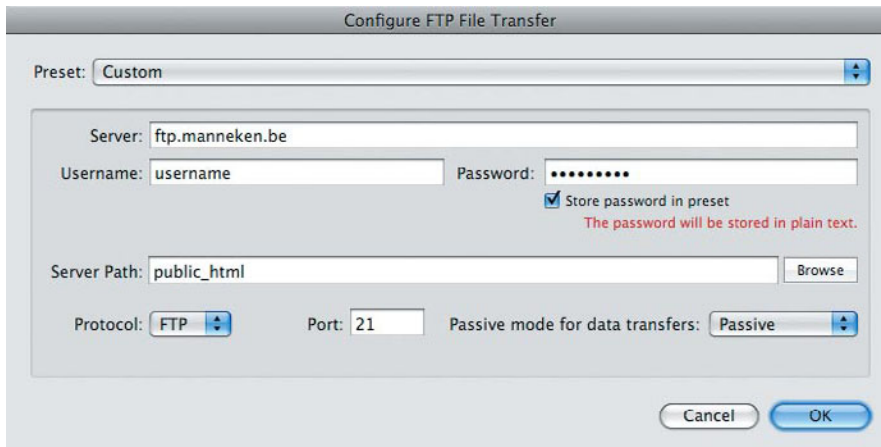 Configure FTP File Transfer
Preset: Custom
Server: ftp.manneken.be
Username: username Password: •••••••••
Store password in preset
The password will be stored in plain text.
Server Path: public_html Browse
Protocol: FTP Port: 21 Passive mode for data transfers: Passive
Cancel OK